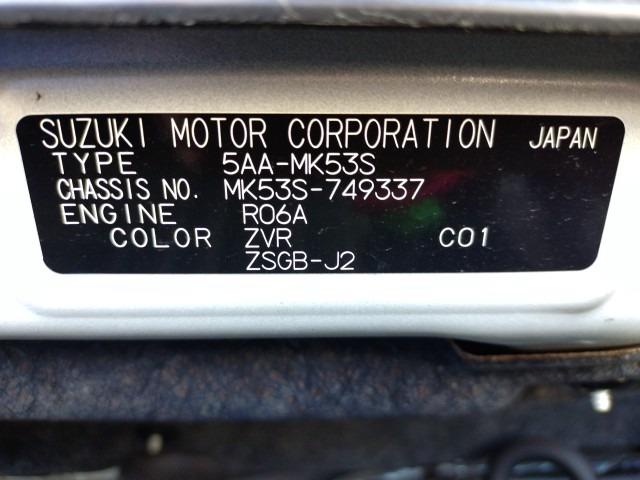 SUZUKI MOTOR CORPORATION JAPAN
TYPE 5AA-MK53S
CHASSIS NO. MK53S-749337
ENGINE R06A
COLOR ZVR C01
ZSGB-J2